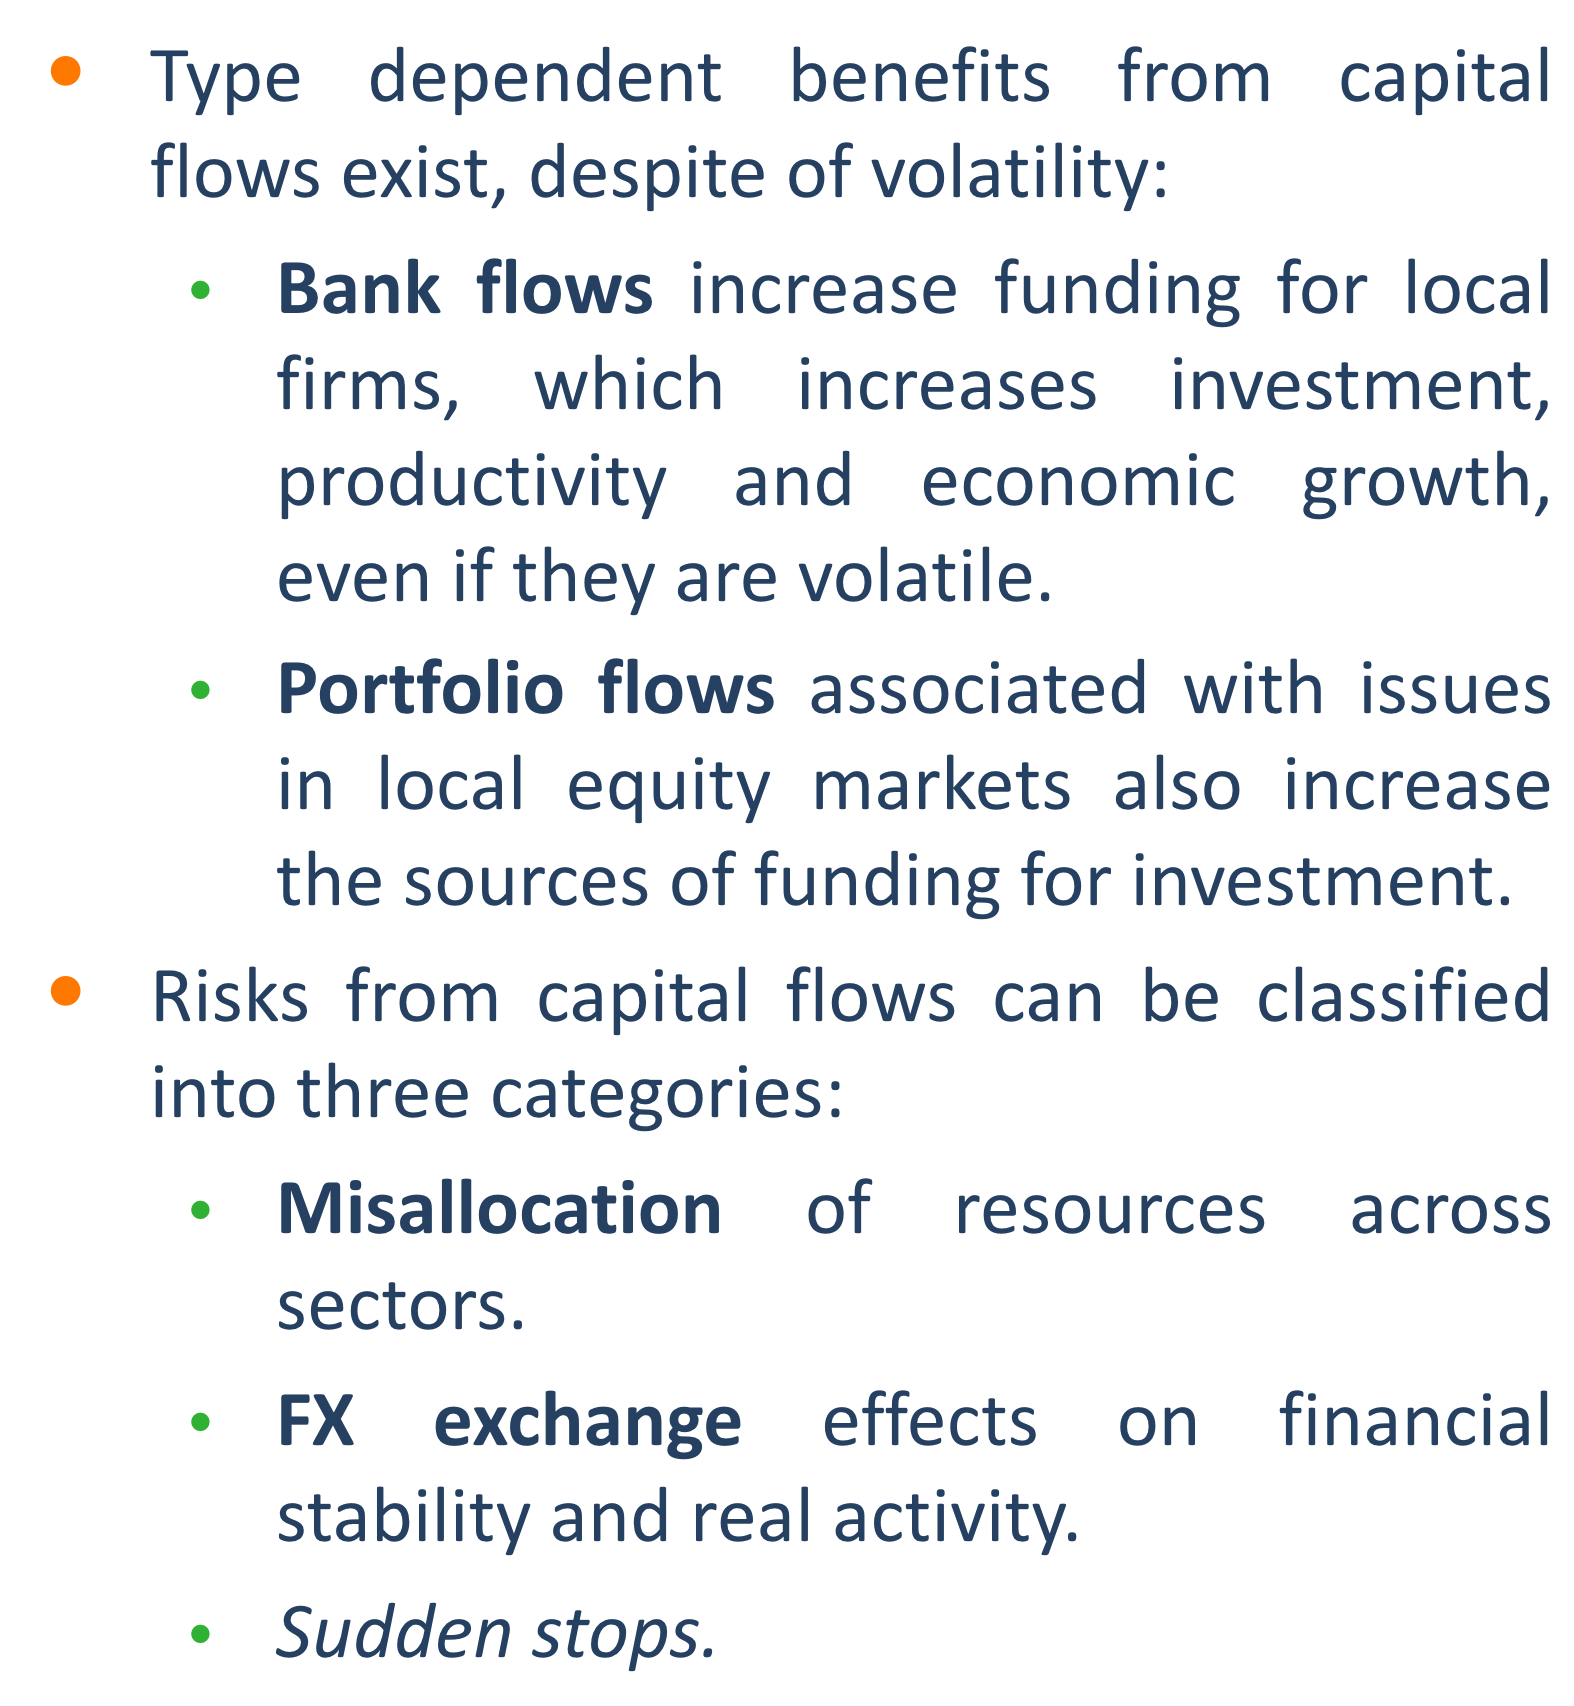 • Type dependent benefits from capital
flows exist, despite of volatility:
• Bank flows increase funding for local
firms, which increases investment,
productivity and economic growth,
even if they are volatile.
• Portfolio flows associated with issues
in local equity markets also increase
the sources of funding for investment.
• Risks from capital flows can be classified
into three categories:
• Misallocation of resources across
sectors.
• FX exchange effects on financial
stability and real activity.
• Sudden stops.